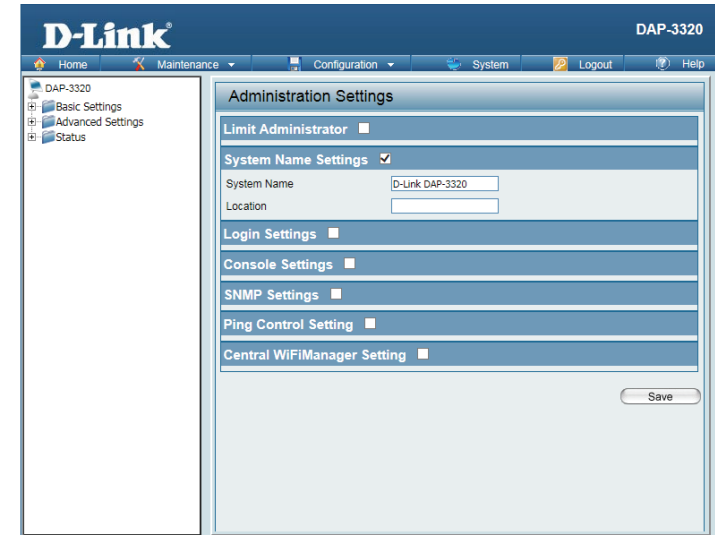 D-Link®
DAP-3320
Home Maintenance Configuration System Logout Help
DAP-3320
Basic Settings
Advanced Settings
Status
Administration Settings
Limit Administrator
System Name Settings
System Name D-Link DAP-3320
Location
Login Settings
Console Settings
SNMP Settings
Ping Control Setting
Central WiFiManager Setting
Save